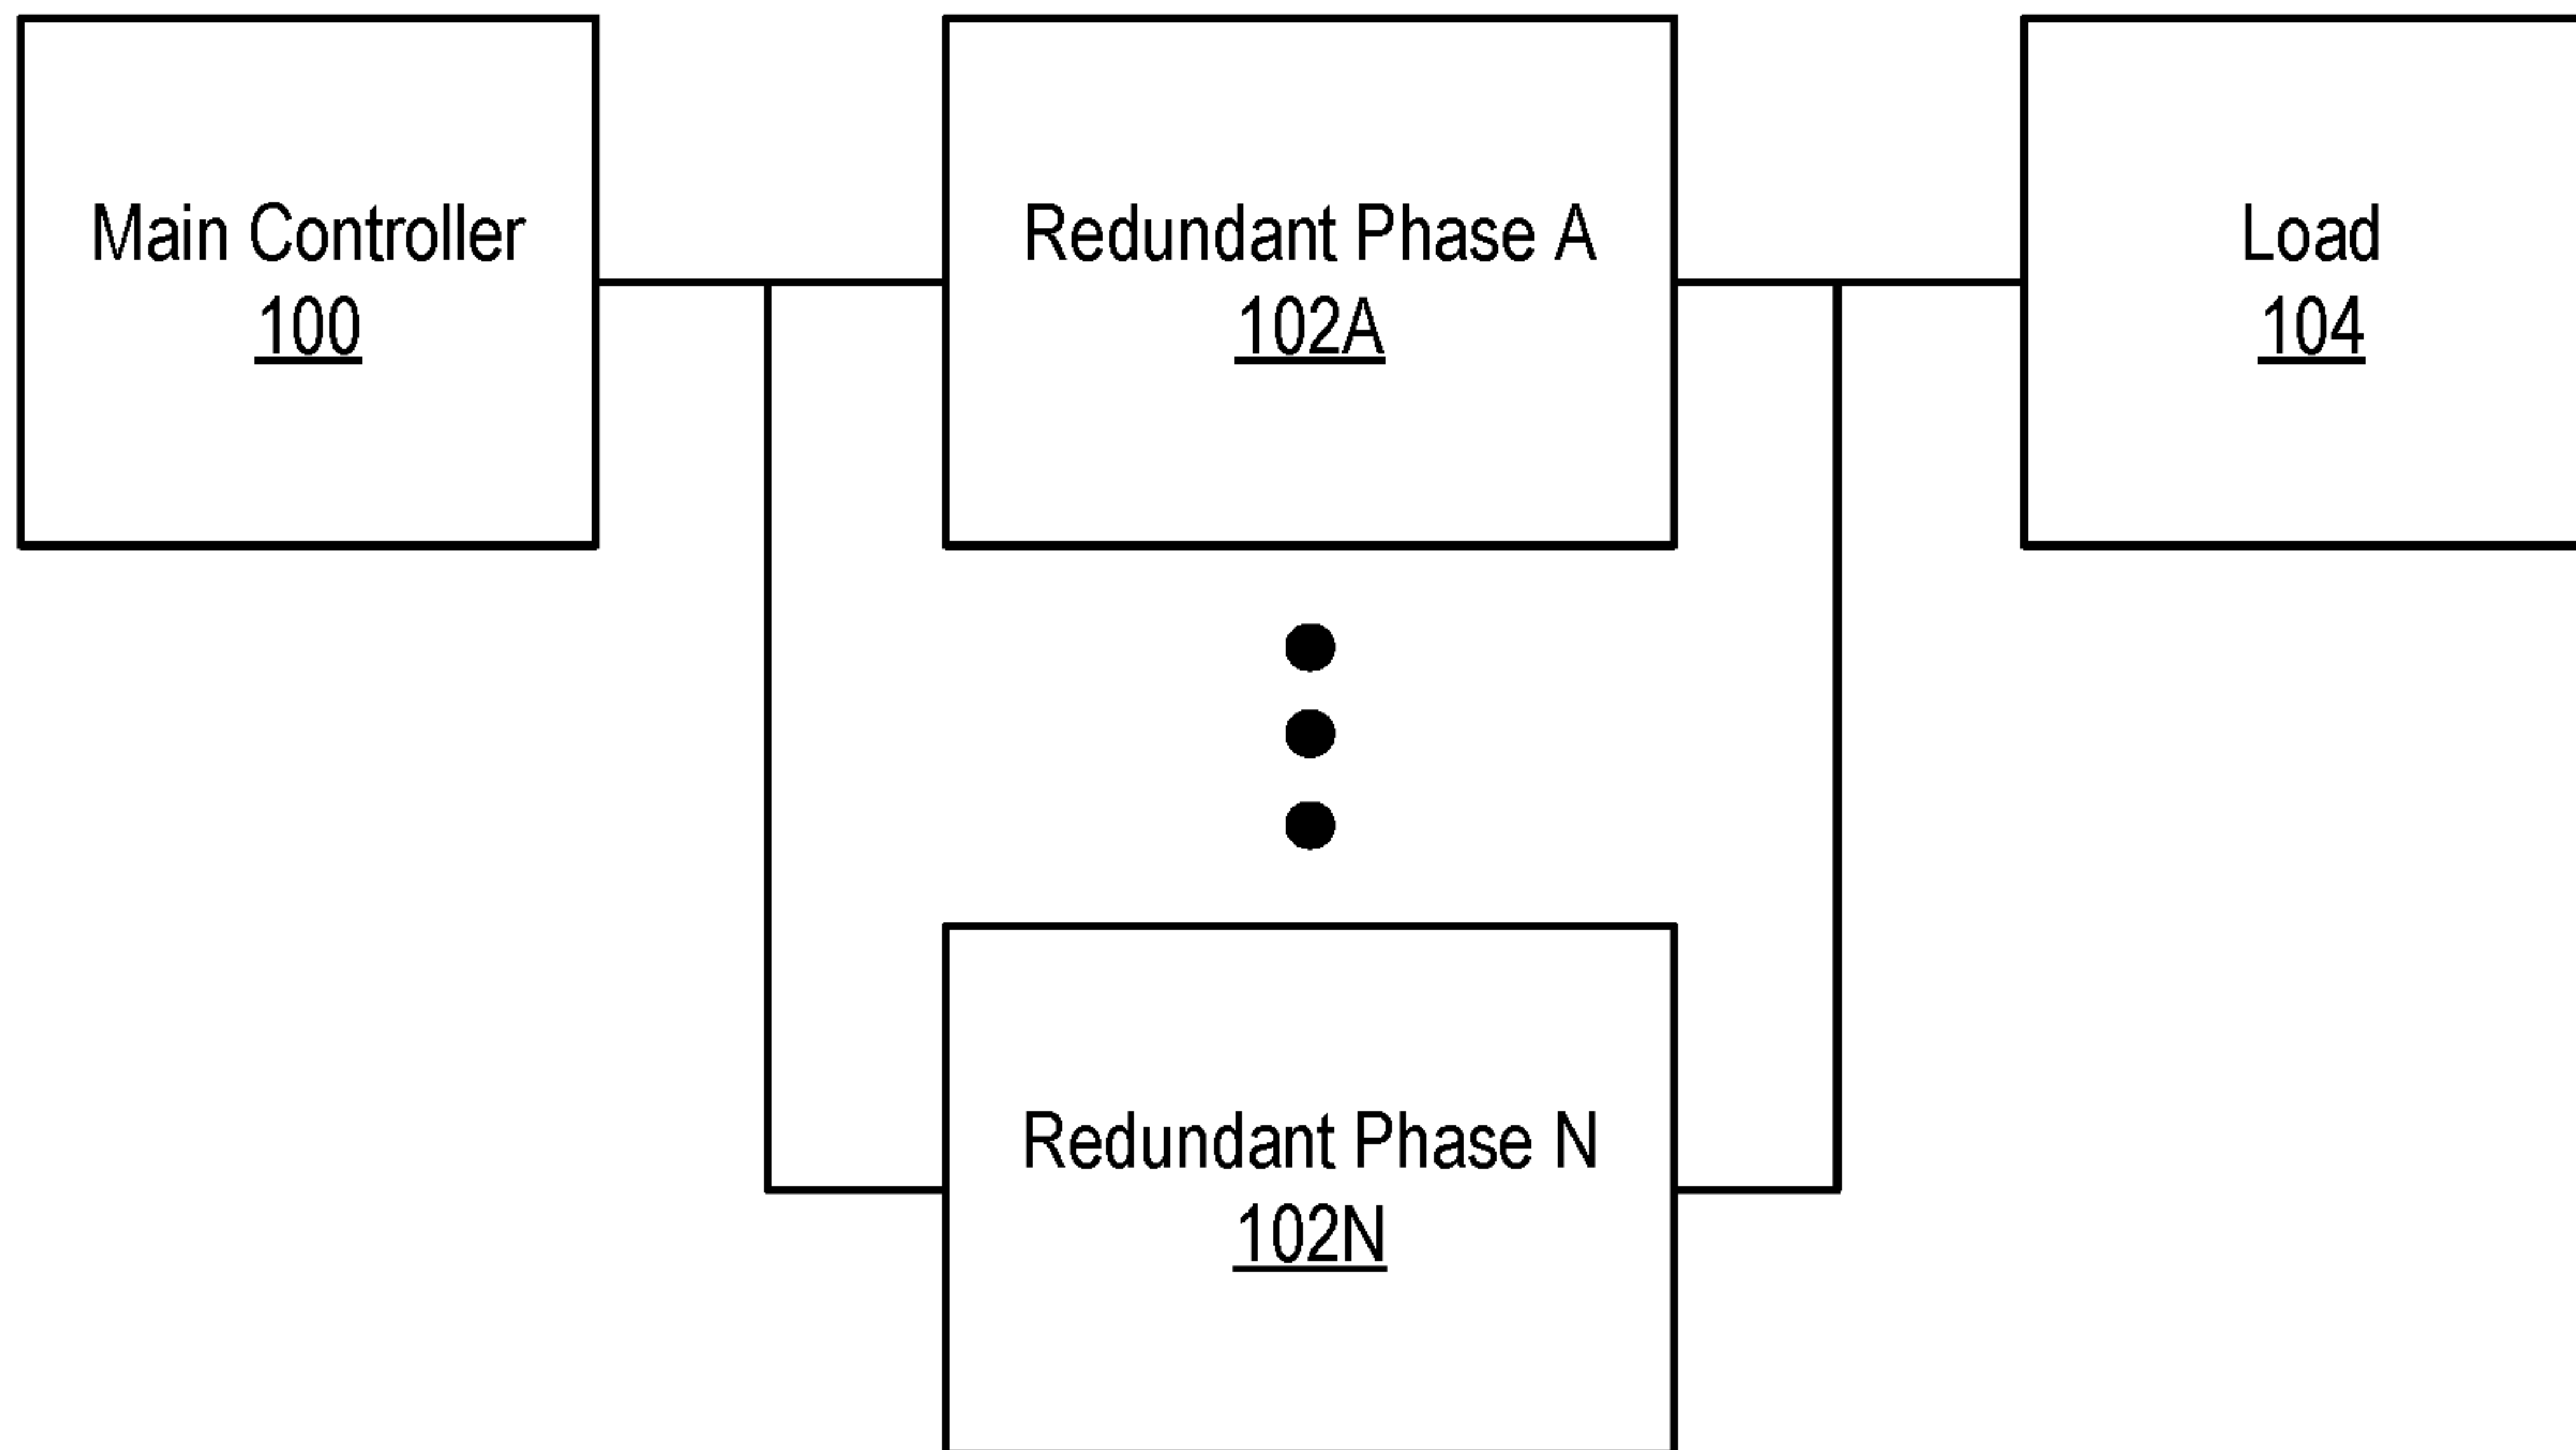 Main Controller
100
Redundant Phase A
102A
Load
104
Redundant Phase N
102N